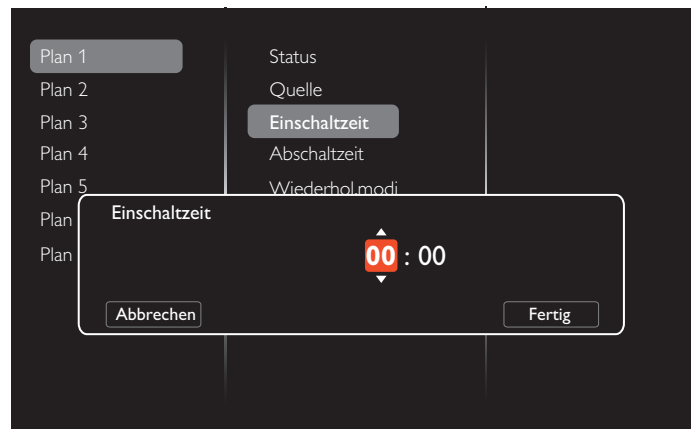 Plan 1
Plan 2
Plan 3
Plan 4
Plan 5
Plan
Plan
Status
Quelle
Einschaltzeit
Abschaltzeit
Wiederhol.modi
Einschaltzeit
00 : 00
Abbrechen
Fertig